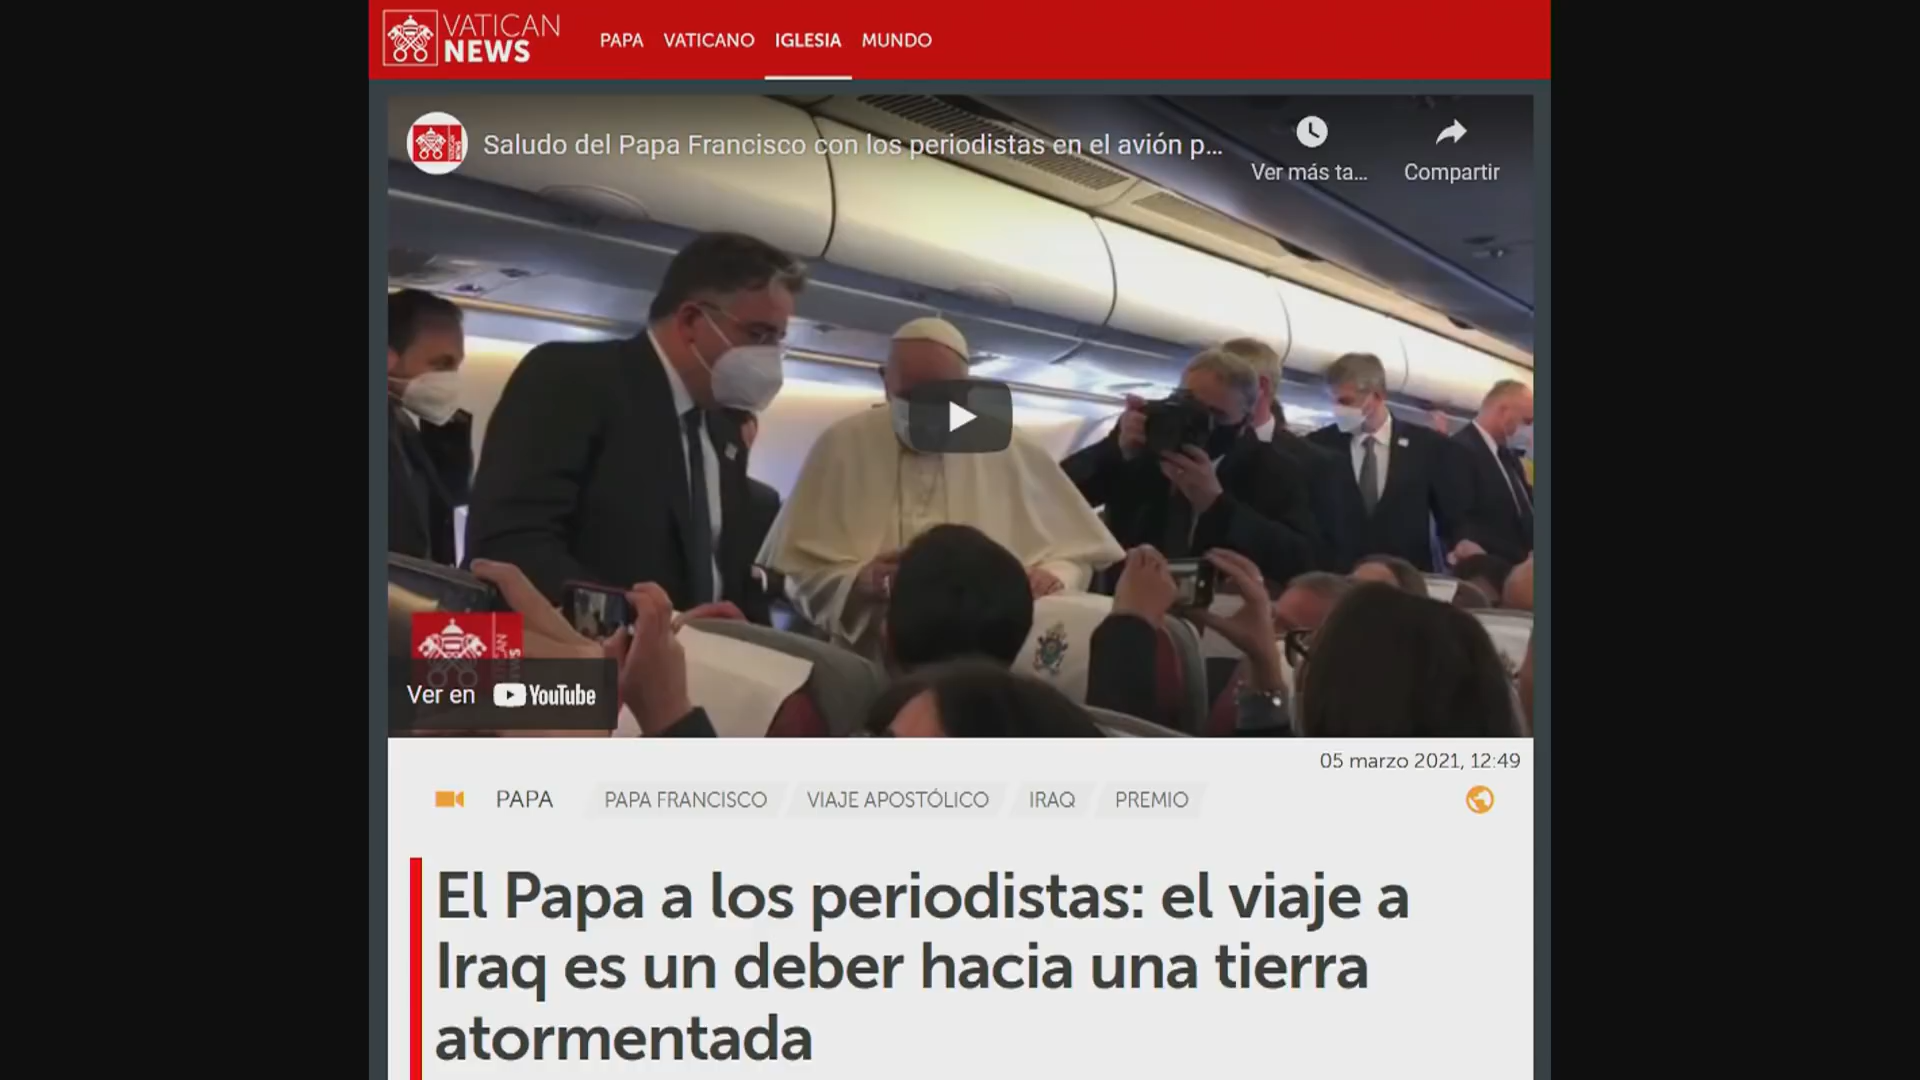 VATICAN
NEWS
PAPA VATICANO IGLESIA MUNDO
Saludo del Papa Francisco con los periodistas en el avión p...
Ver más ta...
Compartir
Ver en YouTube
05 marzo 2021, 12:49
PAPA PAPA FRANCISCO VIAJE APOSTÓLICO IRAQ PREMIO
El Papa a los periodistas: el viaje a
Iraq es un deber hacia una tierra
atormentada